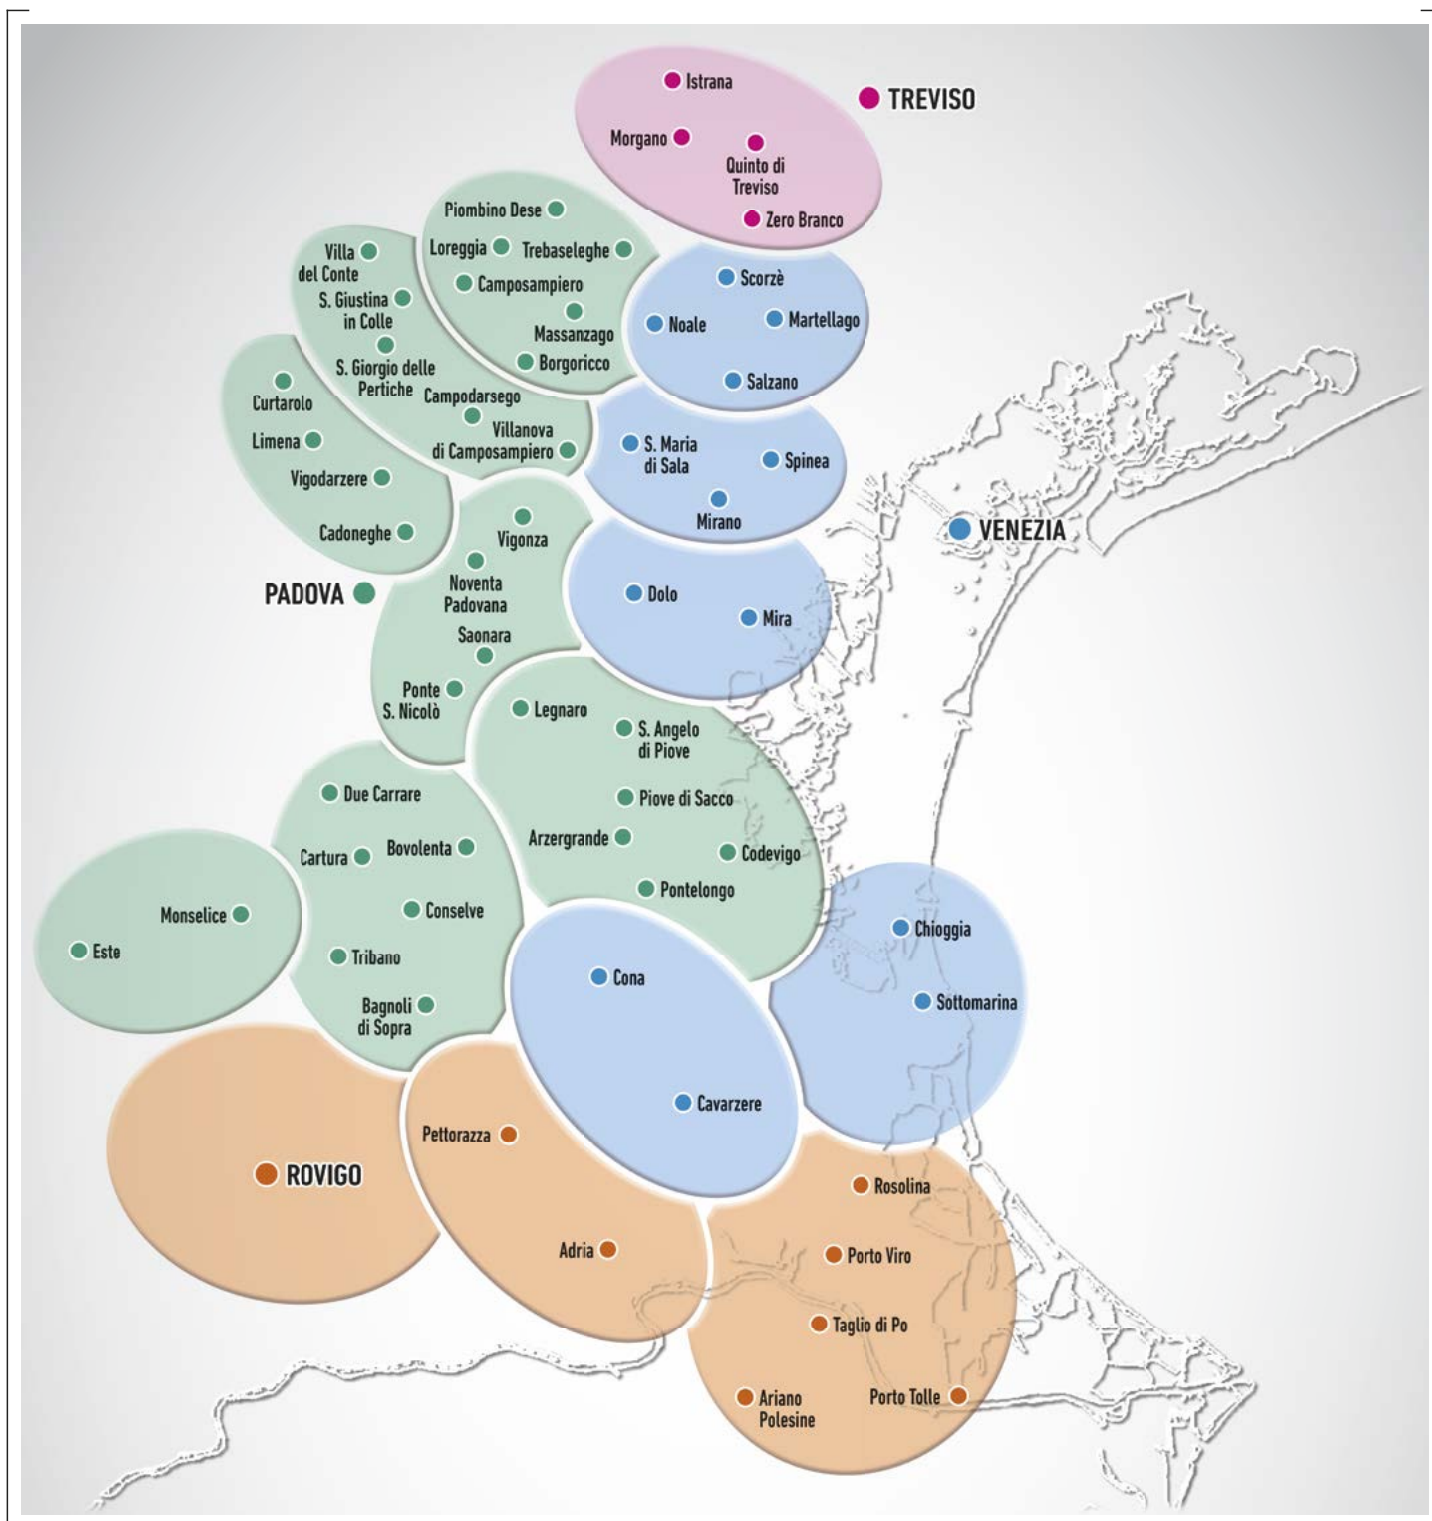 Istrana
TREVISO
Morgano
Quinto di
Treviso
Zero Branco
Piombino Dese
Loreggia
Trebaseleghe
Camposampiero
Massanzago
Borgoricco
Villa
del Conte
S. Giustina
in Colle
S. Giorgio delle
Pertiche
Campodarsego
Villanova
di Camposampiero
Scorzè
Noale
Martellago
Salzano
Curtarolo
Limena
Vigodarzere
Cadoneghe
S. Maria
di Sala
Spinea
Mirano
VENEZIA
PADOVA
Vigonza
Noventa
Padovana
Saonara
Ponte
S. Nicolò
Dolo
Mira
Legnaro
S. Angelo
di Piove
Piove di Sacco
Arzergrande
Codevigo
Pontelongo
Due Carrare
Cartura
Bovolenta
Conselve
Tribano
Bagnoli
di Sopra
Monselice
Este
Chioggia
Sottomarina
Cona
Cavarzere
Pettorazza
ROVIGO
Adria
Rosolina
Porto Viro
Taglio di Po
Ariano
Polesine
Porto Tolle